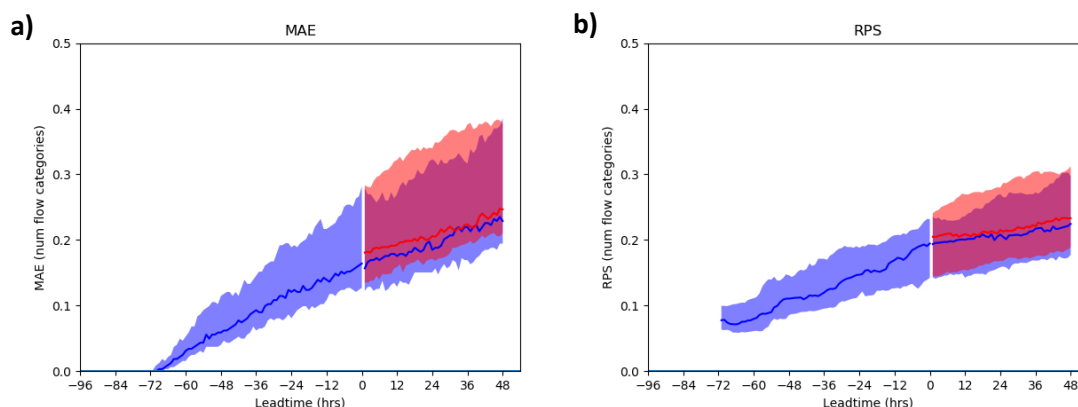 a)
MAE
MAE (num flow categories)
0.5
0.4
0.3
0.2
0.1
0.0
−96 −84 −72 −60 −48 −36 −24 −12 0 12 24 36 48
Leadtime (hrs)
b)
RPS
RPS (num flow categories)
0.5
0.4
0.3
0.2
0.1
0.0
−96 −84 −72 −60 −48 −36 −24 −12 0 12 24 36 48
Leadtime (hrs)